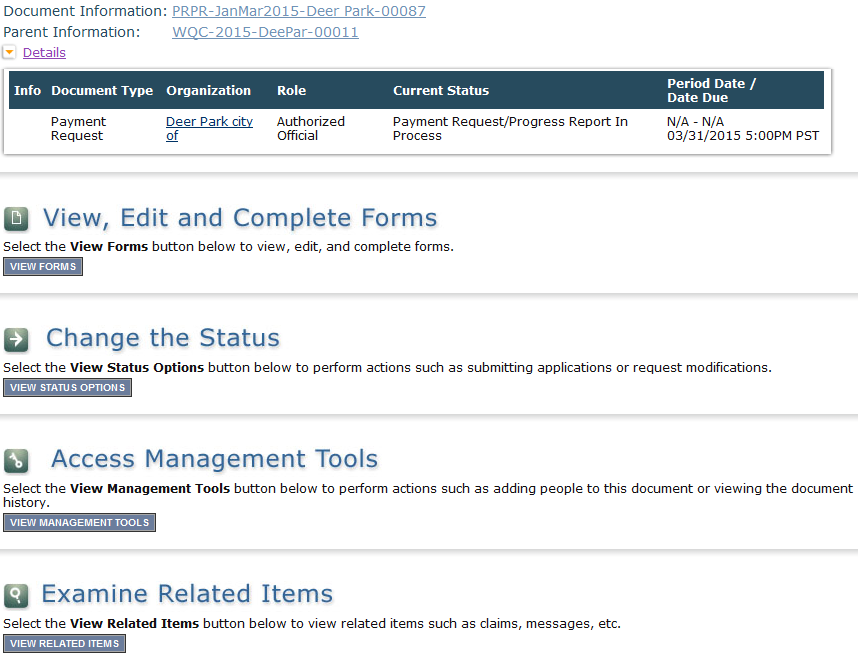 Document Information: PRPR-JanMar2015-Deer Park-00087
Parent Information: WQC-2015-DeePar-00011
Details
Info Document Type Organization Role Current Status Period Date / Date Due
Payment Request Deer Park city of Authorized Official Payment Request/Progress Report In Process N/A - N/A 03/31/2015 5:00PM PST
View, Edit and Complete Forms
Select the View Forms button below to view, edit, and complete forms.
VIEW FORMS
Change the Status
Select the View Status Options button below to perform actions such as submitting applications or request modifications.
VIEW STATUS OPTIONS
Access Management Tools
Select the View Management Tools button below to perform actions such as adding people to this document or viewing the document
history.
VIEW MANAGEMENT TOOLS
Examine Related Items
Select the View Related Items button below to view related items such as claims, messages, etc.
VIEW RELATED ITEMS